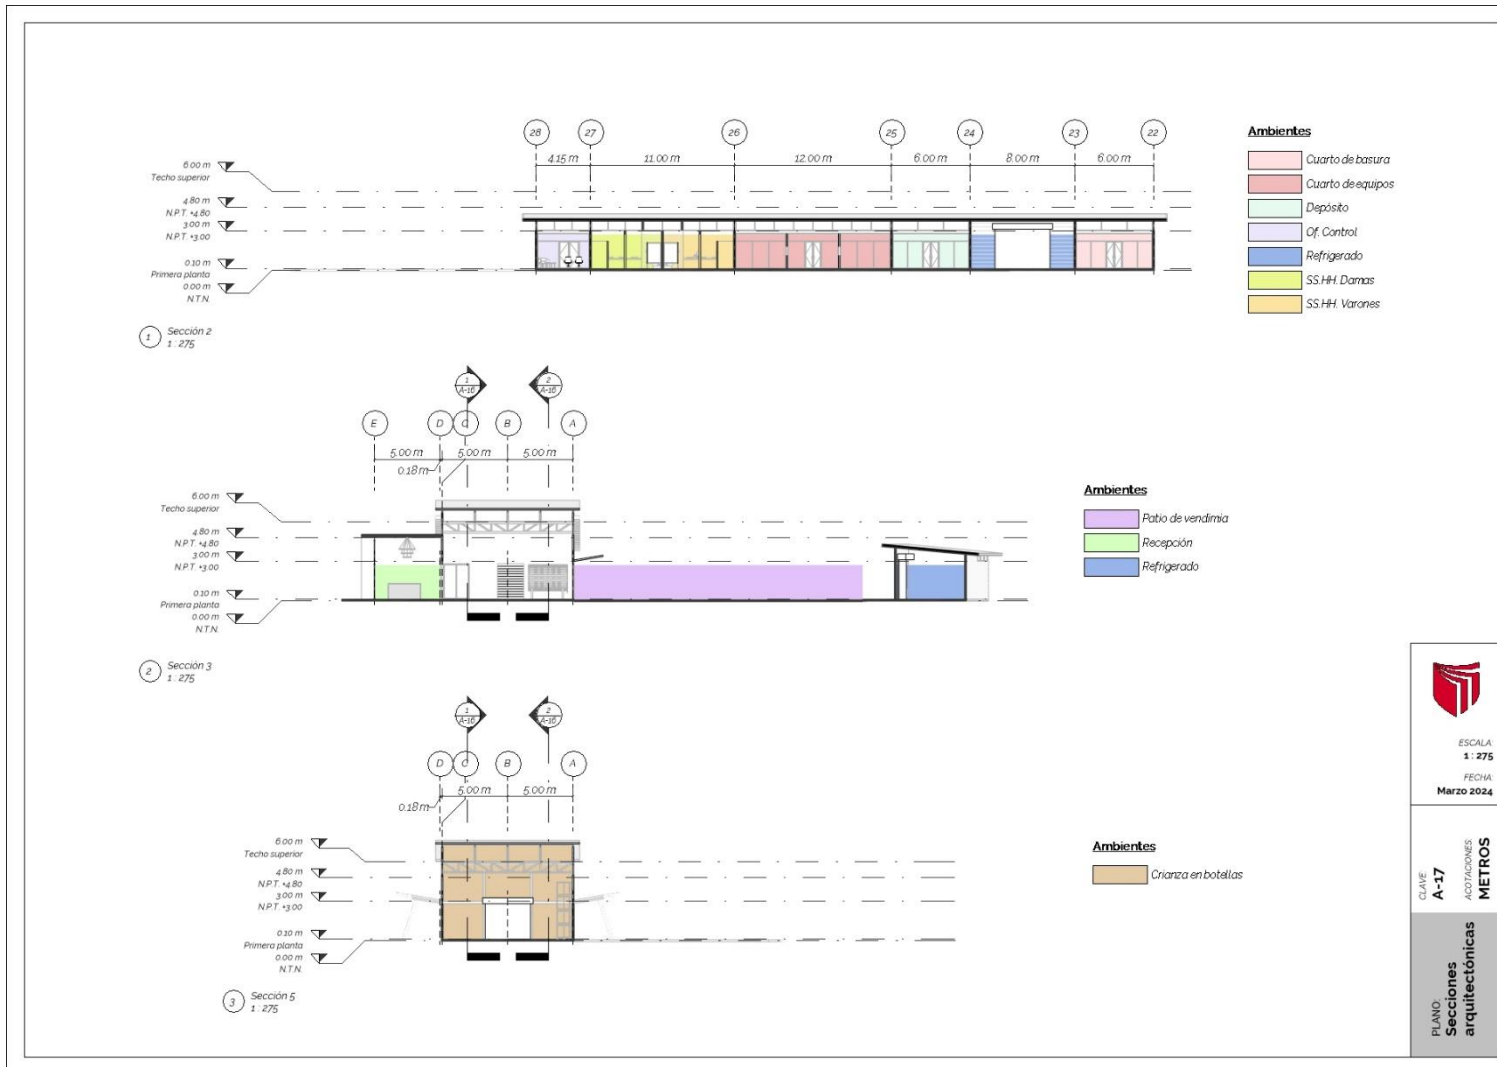 28 27 26 25 24 23 22
4.15 m 11.00 m 12.00 m 6.00 m 8.00 m 6.00 m
6.00 m
Techo superior
4.80 m
N.P.T. +4.80
3.00 m
N.P.T. +3.00
0.10 m
Primera planta
0.00 m
N.T.N.
Ambientes
Cuarto de basura
Cuarto de equipos
Depósito
Of. Control
Refrigerado
SS.HH. Damas
SS.HH. Varones
1 Sección 2
1 : 275
1 2
A-16 A-16
E D C B A
5.00 m 5.00 m 5.00 m
0.18 m
6.00 m
Techo superior
4.80 m
N.P.T. +4.80
3.00 m
N.P.T. +3.00
0.10 m
Primera planta
0.00 m
N.T.N.
Ambientes
Patio de vendimia
Recepción
Refrigerado
2 Sección 3
1 : 275
1 2
A-16 A-16
D C B A
5.00 m 5.00 m
0.18 m
6.00 m
Techo superior
4.80 m
N.P.T. +4.80
3.00 m
N.P.T. +3.00
0.10 m
Primera planta
0.00 m
N.T.N.
Ambientes
Crianza en botellas
3 Sección 5
1 : 275
ESCALA:
1 : 275
FECHA:
Marzo 2024
CLAVE:
A-17
ACOTACIONES:
METROS
PLANO:
Secciones
arquitectónicas